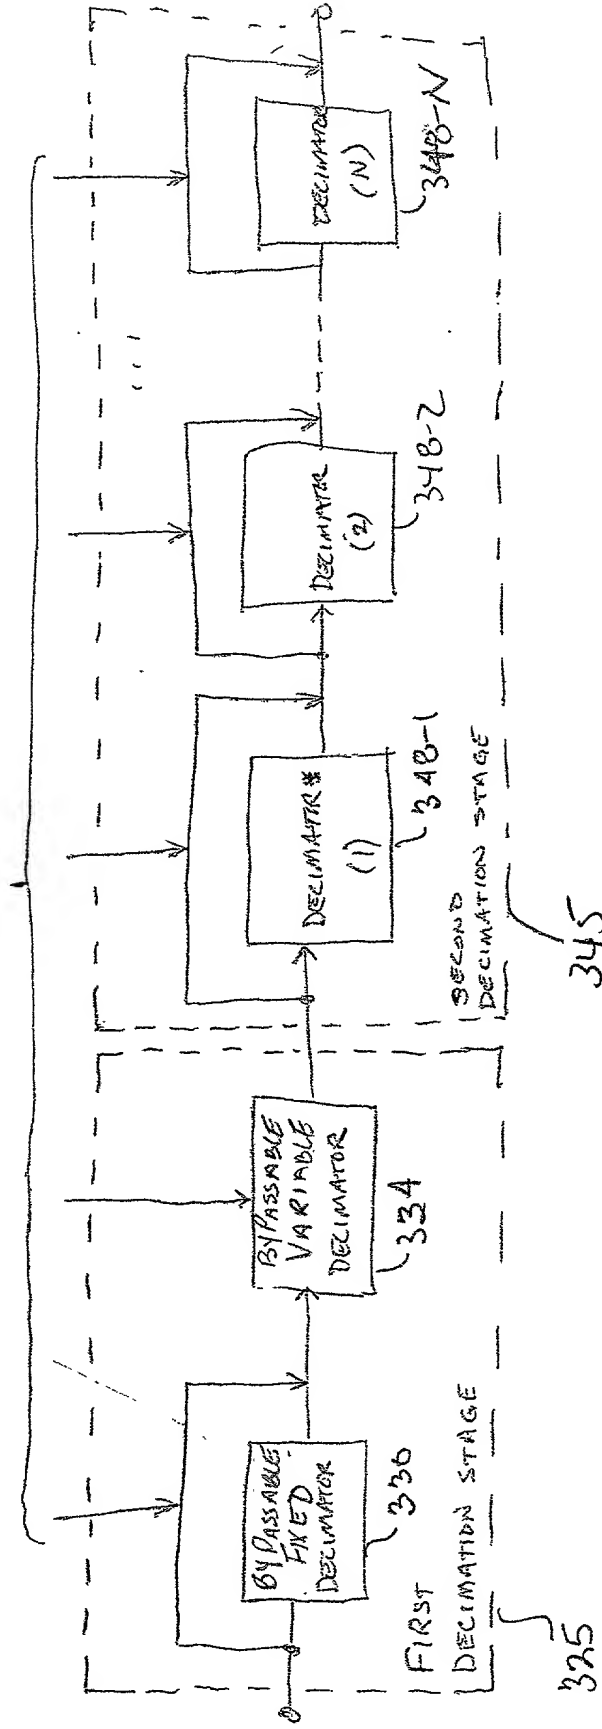 BYPASSABLE
FIXED
DECIMATOR
330
FIRST
DECIMATION STAGE
325
BYPASSABLE
VARIABLE
DECIMATOR
334
DECIMATOR
(1)
348-1
SECOND
DECIMATION STAGE
345
DECIMATOR
(2)
348-2
DECIMATOR
(N)
348-N